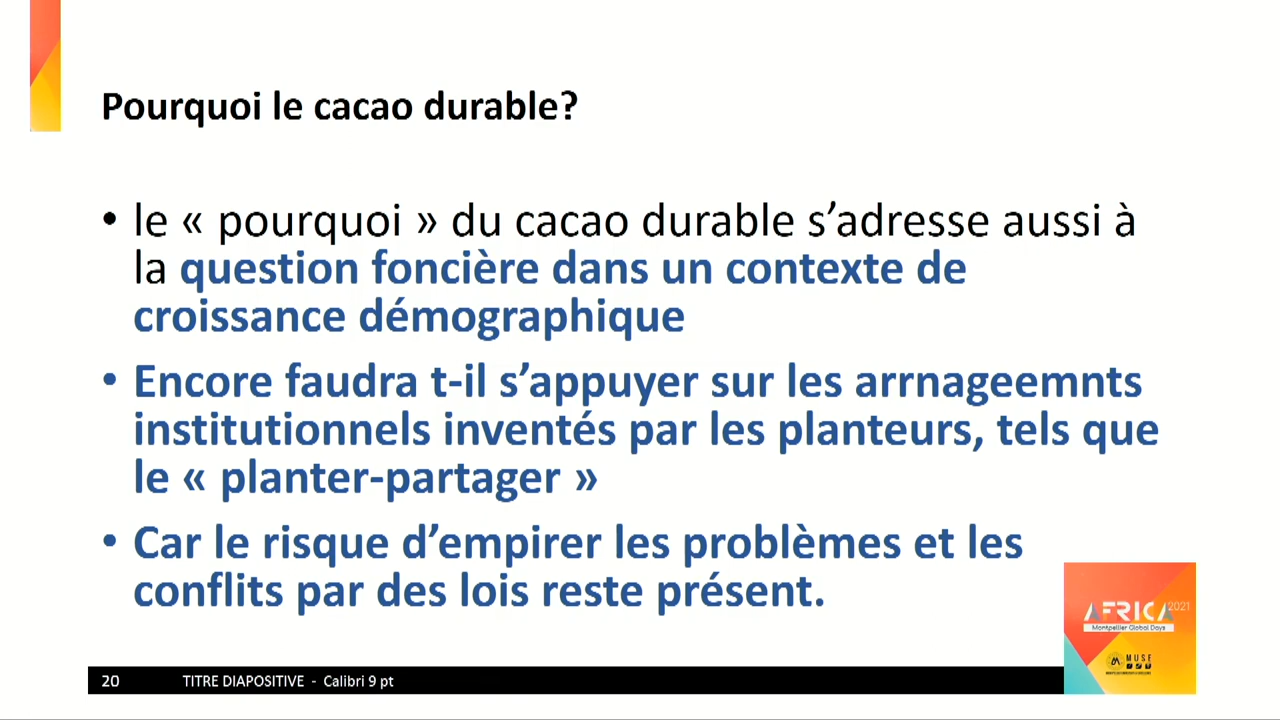 Pourquoi le cacao durable?
• le « pourquoi » du cacao durable s’adresse aussi à
la question foncière dans un contexte de
croissance démographique
• Encore faudra t-il s’appuyer sur les arrnageemnts
institutionnels inventés par les planteurs, tels que
le « planter-partager »
• Car le risque d’empirer les problèmes et les
conflits par des lois reste présent.
AFRICA 2021
Montpellier Global Days
MUSE
20 TITRE DIAPOSITIVE - Calibri 9 pt